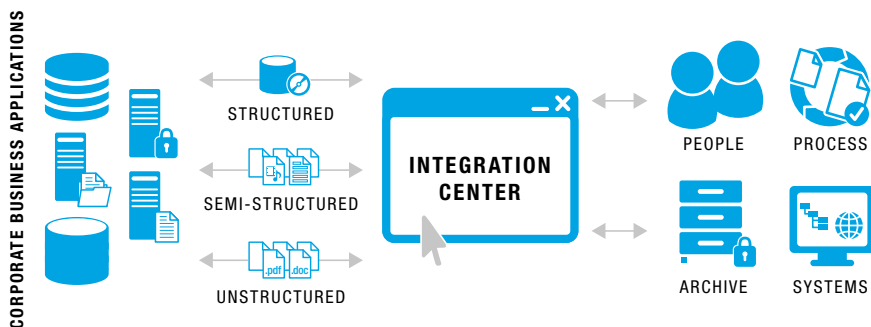 CORPORATE BUSINESS APPLICATIONS
STRUCTURED
SEMI-STRUCTURED
.pdf .doc
UNSTRUCTURED
INTEGRATION
CENTER
PEOPLE PROCESS
ARCHIVE SYSTEMS